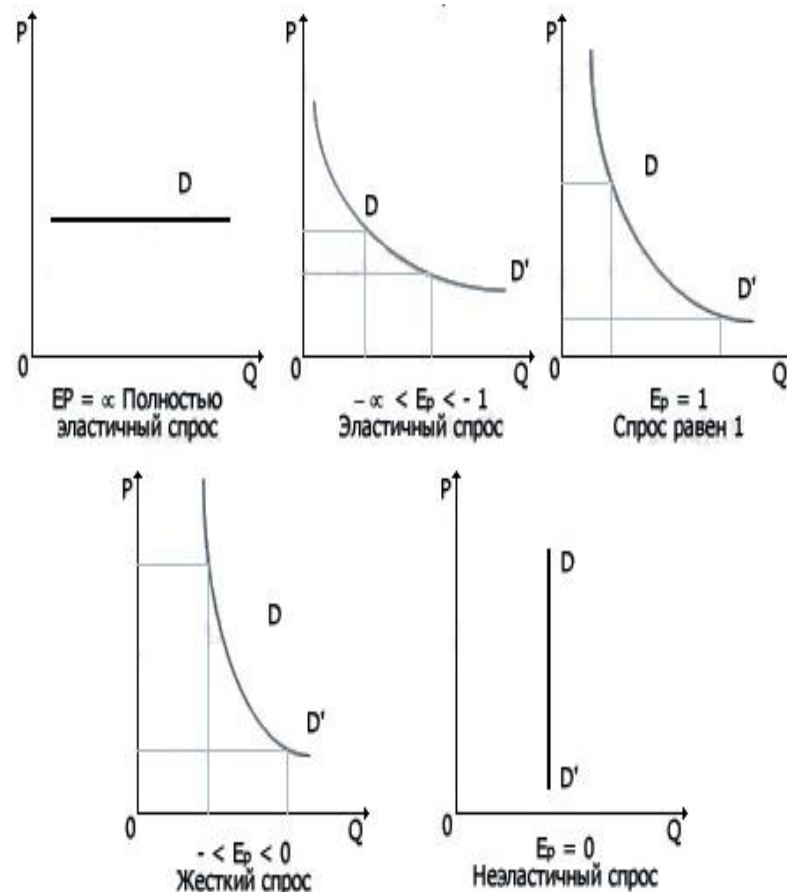 P
D
0
Q
EP = ∝ Полностью
эластичный спрос
P
D
D'
0
Q
– ∝ < Ep < - 1
Эластичный спрос
P
D
D'
0
Q
Ep = 1
Спрос равен 1
P
D
D'
0
Q
- < Ep < 0
Жесткий спрос
P
D
D'
0
Q
Ep = 0
Неэластичный спрос